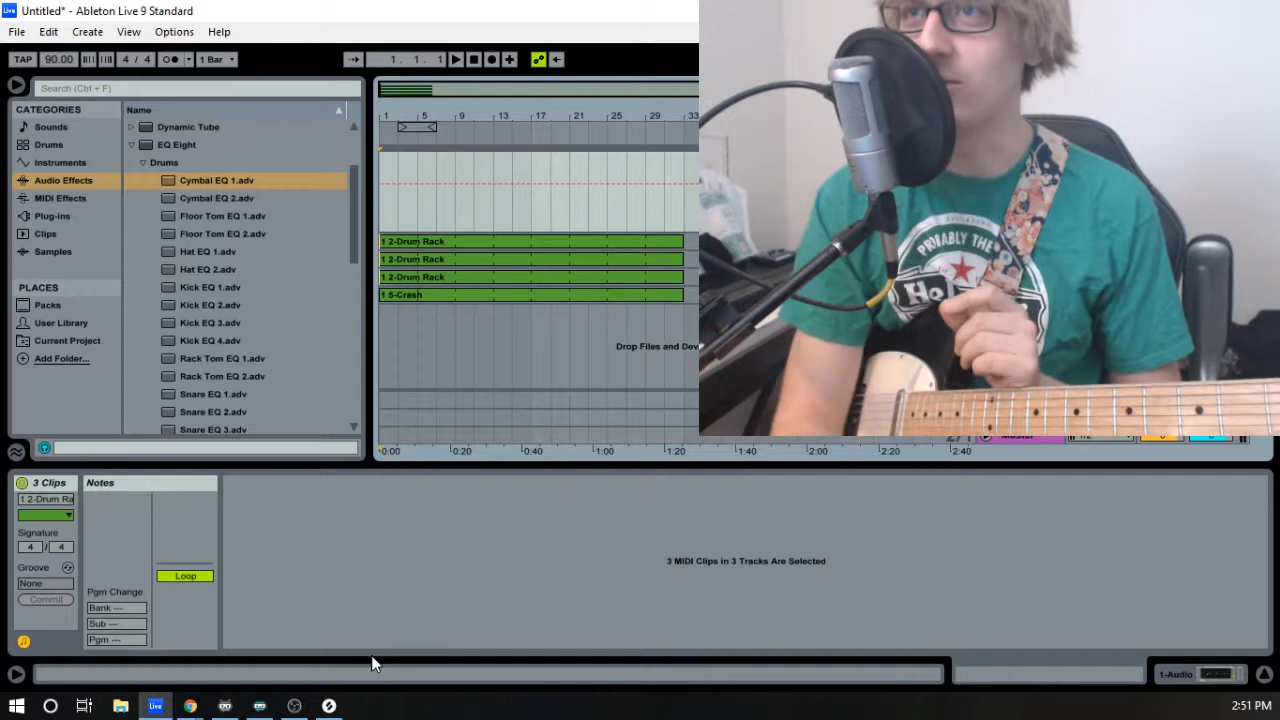 Untitled* - Ableton Live 9 Standard
File Edit Create View Options Help
TAP 90.00 4 / 4 1 Bar 1. 1. 1
Search (Ctrl + F)
CATEGORIES
Sounds
Drums
Instruments
Audio Effects
MIDI Effects
Plug-ins
Clips
Samples
PLACES
Packs
User Library
Current Project
Add Folder...
Name
Dynamic Tube
EQ Eight
Drums
Cymbal EQ 1.adv
Cymbal EQ 2.adv
Floor Tom EQ 1.adv
Floor Tom EQ 2.adv
Hat EQ 1.adv
Hat EQ 2.adv
Kick EQ 1.adv
Kick EQ 2.adv
Kick EQ 3.adv
Kick EQ 4.adv
Rack Tom EQ 1.adv
Rack Tom EQ 2.adv
Snare EQ 1.adv
Snare EQ 2.adv
Snare EQ 3.adv
1 5 9 13 17 21 25 29 33
1 2-Drum Rack
1 2-Drum Rack
1 2-Drum Rack
1 5-Crash
Drop Files and Dev
PROBABLY THE
Master
1/2
0:00 0:20 0:40 1:00 1:20 1:40 2:00 2:20 2:40
3 Clips
1 2-Drum Ra
Signature
4 / 4
Groove
None
Commit
Notes
Loop
Pgm Change
Bank ---
Sub ---
Pgm ---
3 MIDI Clips in 3 Tracks Are Selected
1-Audio
Live
2:51 PM